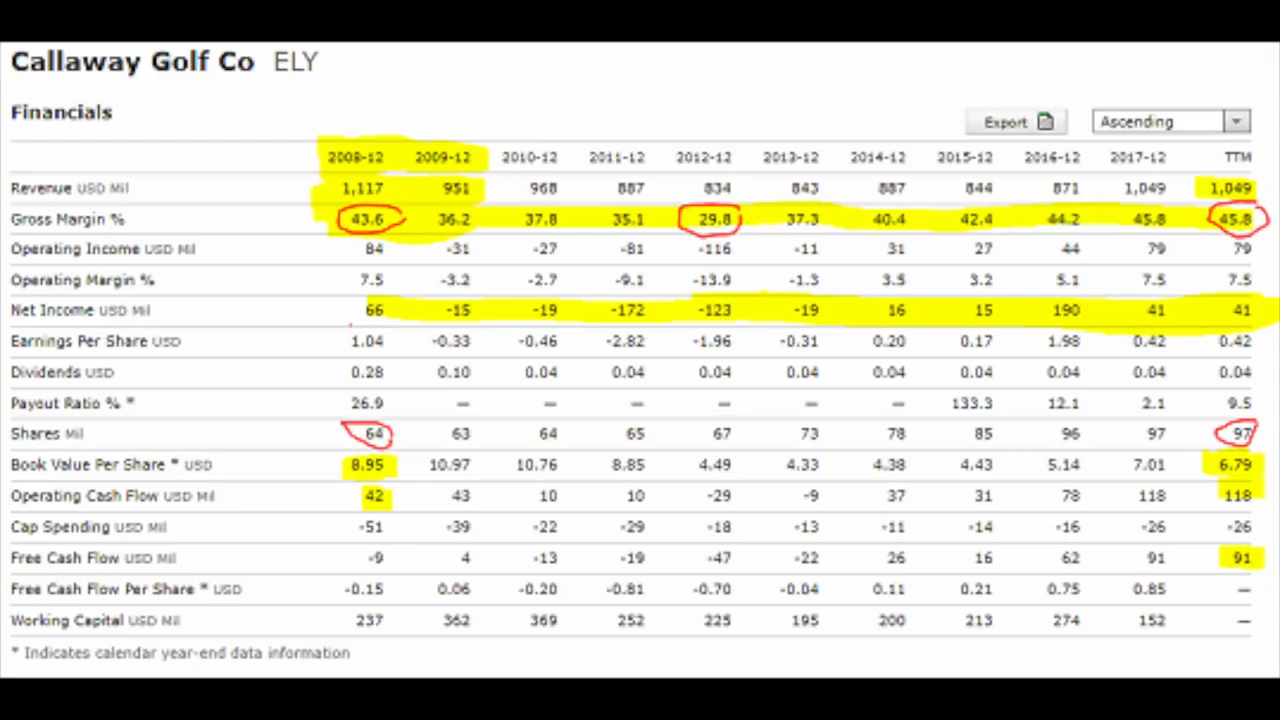 Callaway Golf Co ELY
Financials
Export Ascending
2008-12 2009-12 2010-12 2011-12 2012-12 2013-12 2014-12 2015-12 2016-12 2017-12 TTM
Revenue USD Mil 1,117 951 968 887 834 843 887 844 871 1,049 1,049
Gross Margin % 43.6 36.2 37.8 35.1 29.8 37.3 40.4 42.4 44.2 45.8 45.8
Operating Income USD Mil 84 -31 -27 -81 -116 -11 31 27 44 79 79
Operating Margin % 7.5 -3.2 -2.7 -9.1 -13.9 -1.3 3.5 3.2 5.1 7.5 7.5
Net Income USD Mil 66 -15 -19 -172 -123 -19 16 15 190 41 41
Earnings Per Share USD 1.04 -0.33 -0.46 -2.82 -1.96 -0.31 0.20 0.17 1.98 0.42 0.42
Dividends USD 0.28 0.10 0.04 0.04 0.04 0.04 0.04 0.04 0.04 0.04 0.04
Payout Ratio % * 26.9 — — — — — — 133.3 12.1 2.1 9.5
Shares Mil 64 63 64 65 67 73 78 85 96 97 97
Book Value Per Share * USD 8.95 10.97 10.76 8.85 4.49 4.33 4.38 4.43 5.14 7.01 6.79
Operating Cash Flow USD Mil 42 43 10 10 -29 -9 37 31 78 118 118
Cap Spending USD Mil -51 -39 -22 -29 -18 -13 -11 -14 -16 -26 -26
Free Cash Flow USD Mil -9 4 -13 -19 -47 -22 26 16 62 91 91
Free Cash Flow Per Share * USD -0.15 0.06 -0.20 -0.81 -0.70 -0.04 0.11 0.21 0.75 0.85 —
Working Capital USD Mil 237 362 369 252 225 195 200 213 274 152 —
* Indicates calendar year-end data information